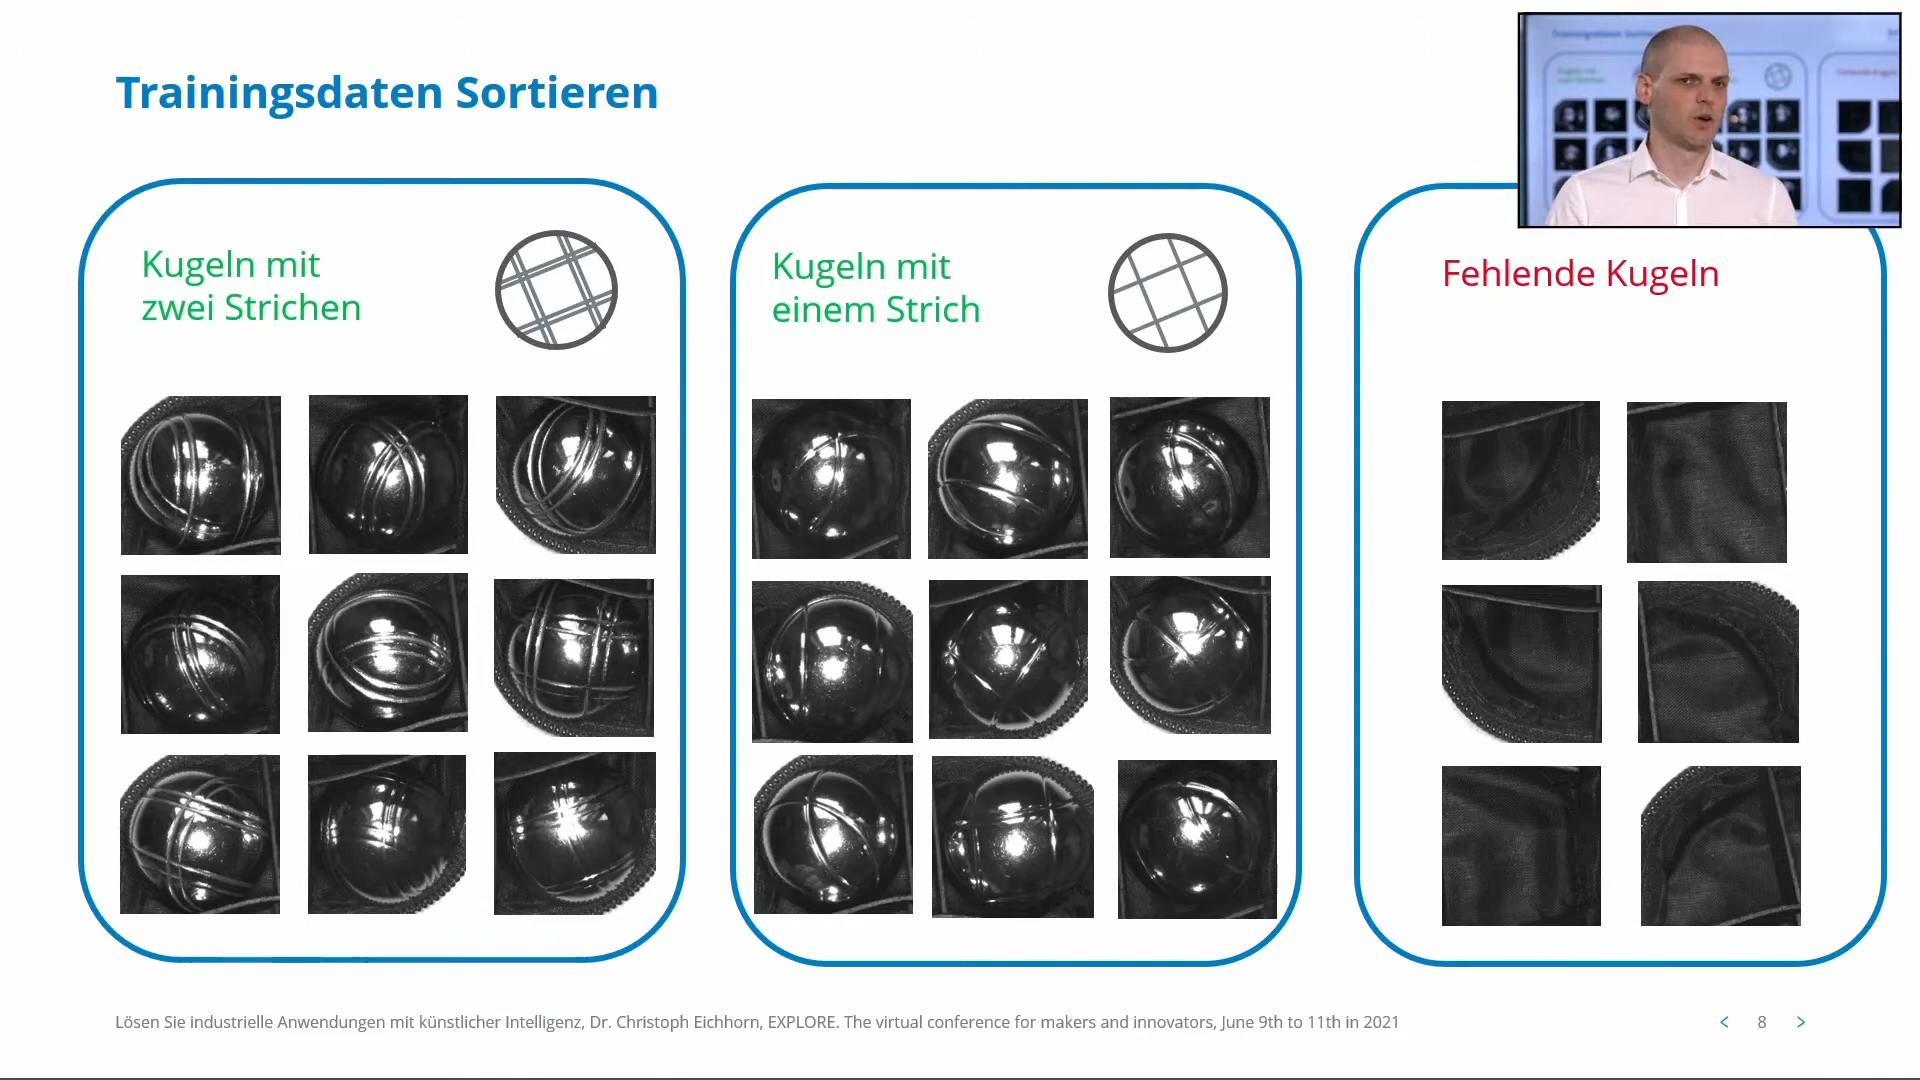 Trainingsdaten Sortieren
Kugeln mit
zwei Strichen
Kugeln mit
einem Strich
Fehlende Kugeln
Lösen Sie industrielle Anwendungen mit künstlicher Intelligenz, Dr. Christoph Eichhorn, EXPLORE. The virtual conference for makers and innovators, June 9th to 11th in 2021
< 8 >